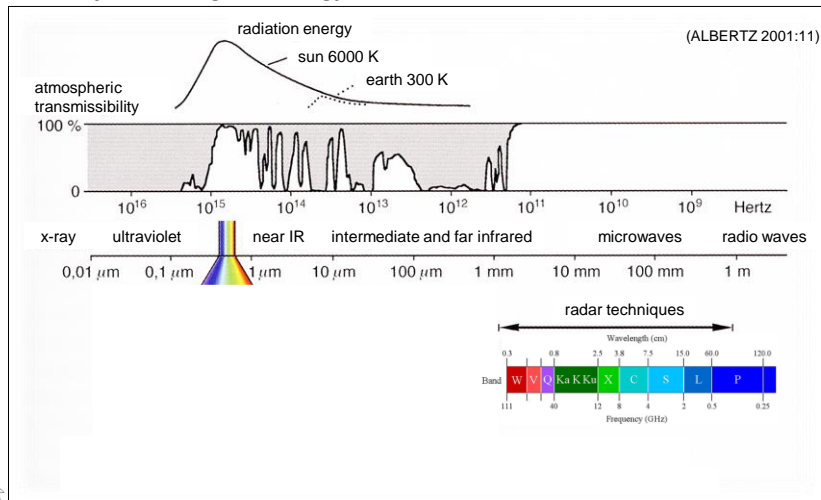 radiation energy
(ALBERTZ 2001:11)
sun 6000 K
earth 300 K
atmospheric
transmissibility
100 %
0
10¹⁶ 10¹⁵ 10¹⁴ 10¹³ 10¹² 10¹¹ 10¹⁰ 10⁹ Hertz
x-ray ultraviolet near IR intermediate and far infrared microwaves radio waves
0,01 µm 0,1 µm 1 µm 10 µm 100 µm 1 mm 10 mm 100 mm 1 m
radar techniques
Wavelength (cm)
0.3 0.8 2.5 3.8 7.5 15.0 60.0 120.0
Band W V Q Ka K Ku X C S L P
111 40 12 8 4 2 0.5 0.25
Frequency (GHz)